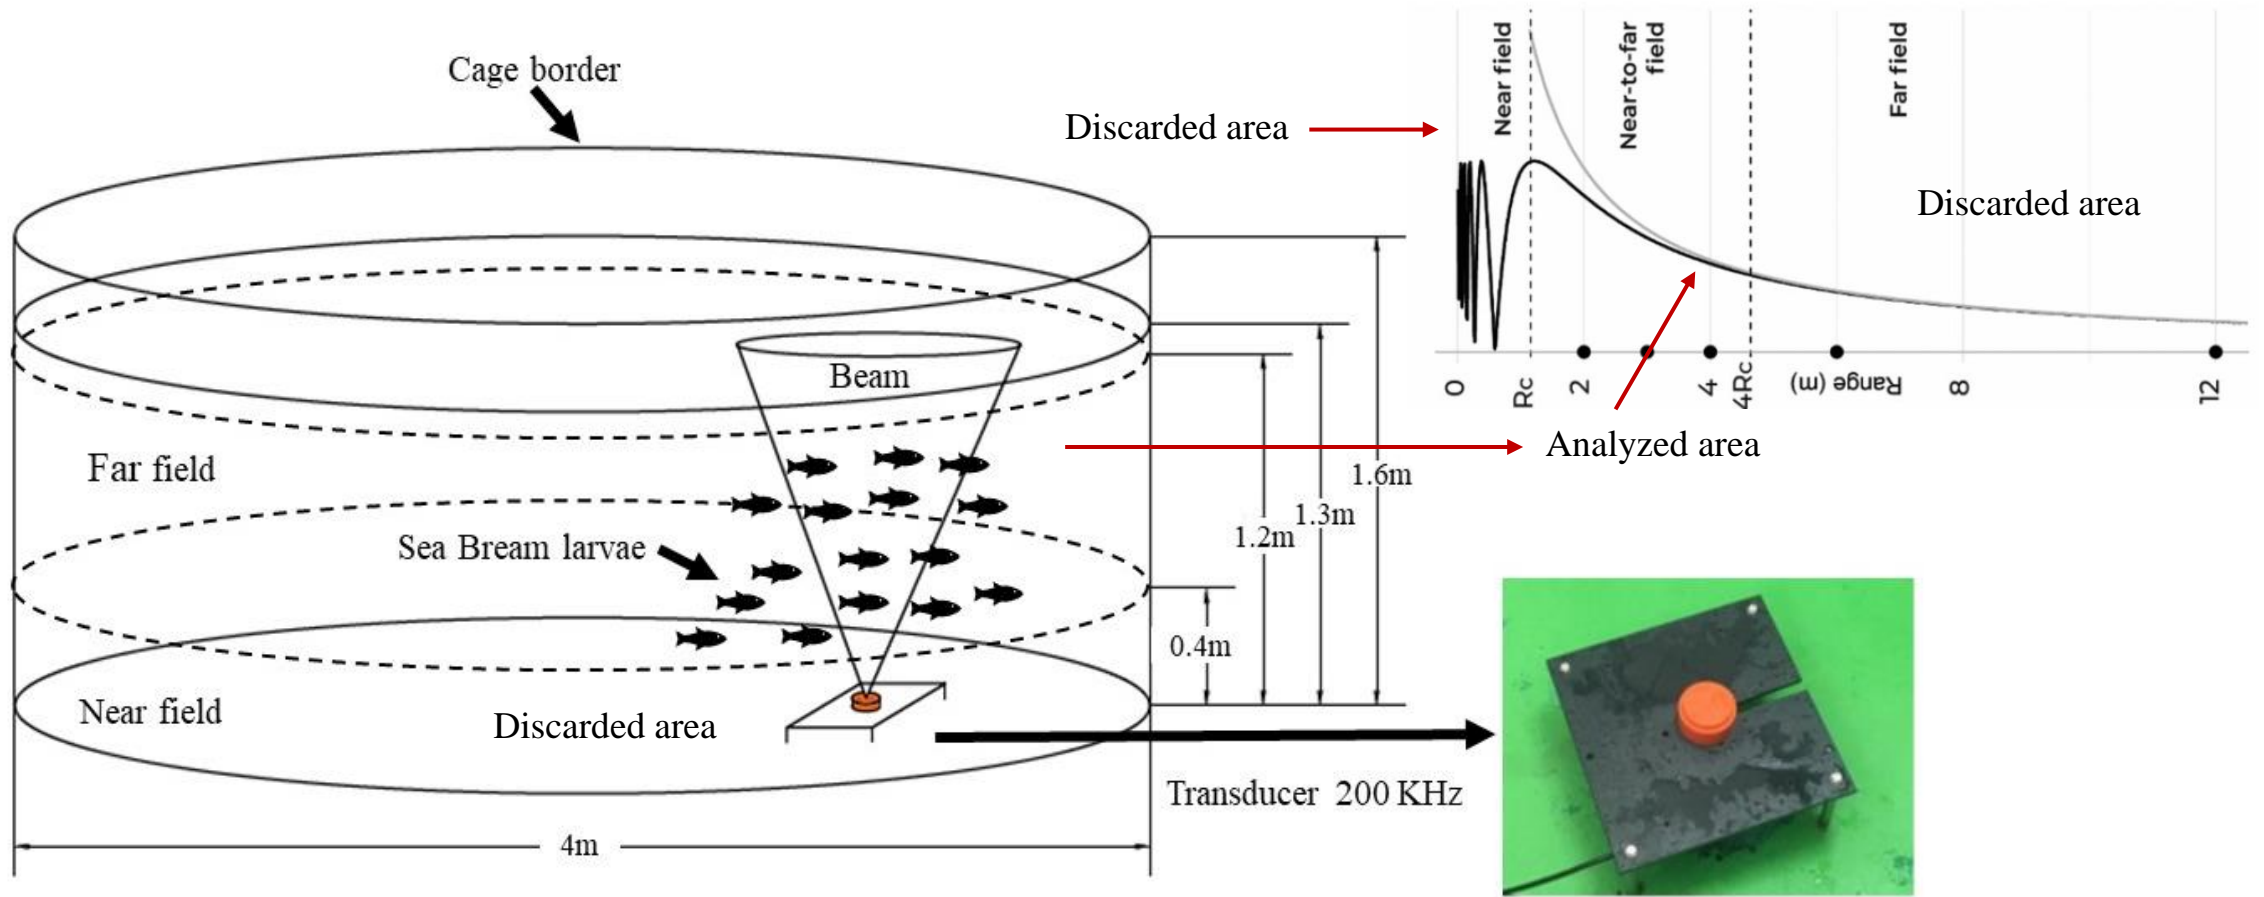 Cage border
Discarded area
Near field
Near-to-far
field
Far field
Discarded area
Beam
Far field
Analyzed area
1.6m
1.3m
1.2m
Sea Bream larvae
0.4m
Near field
Discarded area
Transducer 200 KHz
4m
0
Rc
2
4
4Rc
Range (m)
8
12